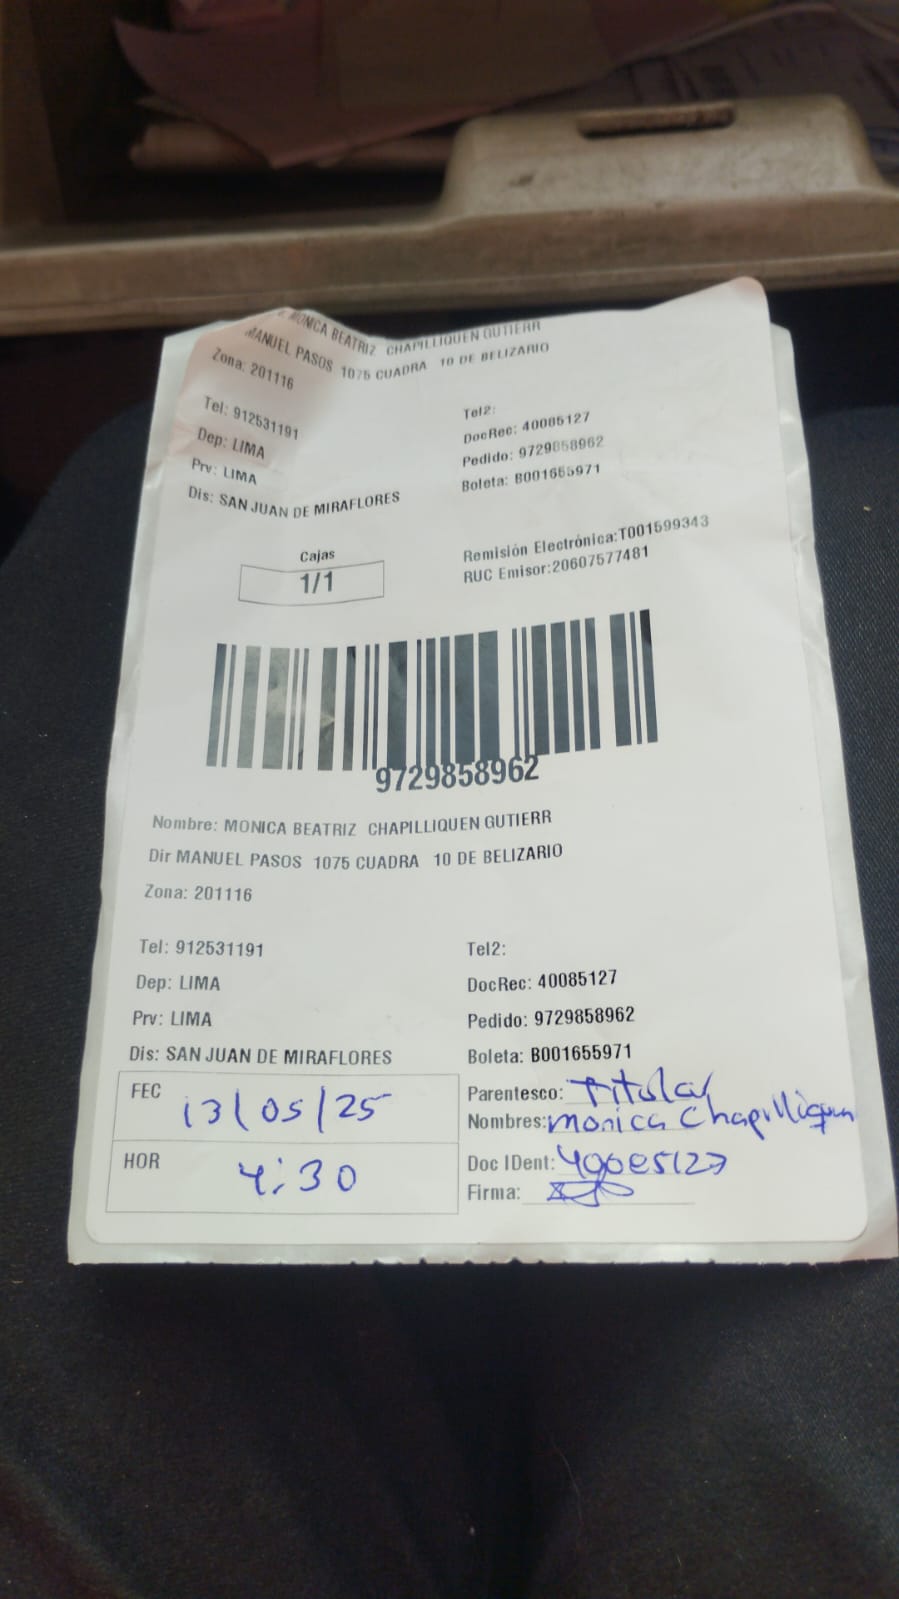 MONICA BEATRIZ CHAPILLIQUEN GUTIERR
MANUEL PASOS 1075 CUADRA 10 DE BELIZARIO
Zona: 201116
Tel: 912531191
Tel2:
Dep: LIMA
DocRec: 40085127
Prv: LIMA
Pedido: 9729858962
Dis: SAN JUAN DE MIRAFLORES
Boleta: B001655971
Cajas
1/1
Remisión Electrónica:T001599343
RUC Emisor:20607577481
9729858962
Nombre: MONICA BEATRIZ CHAPILLIQUEN GUTIERR
Dir MANUEL PASOS 1075 CUADRA 10 DE BELIZARIO
Zona: 201116
Tel: 912531191
Tel2:
Dep: LIMA
DocRec: 40085127
Prv: LIMA
Pedido: 9729858962
Dis: SAN JUAN DE MIRAFLORES
Boleta: B001655971
FEC 13/05/25
Parentesco: Titular
Nombres: Monica Chapilliquen
HOR 4:30
Doc IDent: 40085127
Firma: